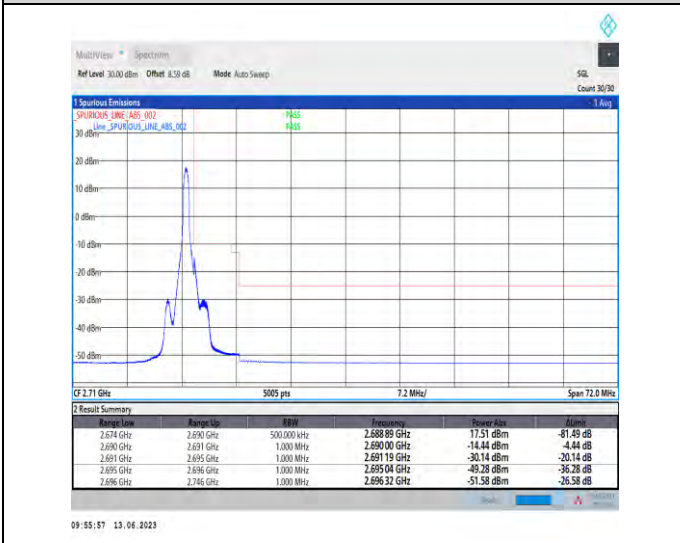 MultiView Spectrum
Ref Level 30.00 dBm Offset 8.59 dB Mode Auto Sweep SGL
Count 30/30
1 Spurious Emissions 1 Avg
_SPURIOUS_LINE_ABS_002 PASS
Line _SPURIOUS_LINE_ABS_002 PASS
30 dBm
20 dBm
10 dBm
0 dBm
-10 dBm
-20 dBm
-30 dBm
-40 dBm
-50 dBm
CF 2.71 GHz 5005 pts 7.2 MHz/ Span 72.0 MHz
2 Result Summary
Range Low Range Up RBW Frequency Power Abs ΔLimit
2.674 GHz 2.690 GHz 500.000 kHz 2.688 89 GHz 17.51 dBm -81.49 dB
2.690 GHz 2.691 GHz 1.000 MHz 2.690 00 GHz -14.44 dBm -4.44 dB
2.691 GHz 2.695 GHz 1.000 MHz 2.691 19 GHz -30.14 dBm -20.14 dB
2.695 GHz 2.696 GHz 1.000 MHz 2.695 04 GHz -49.28 dBm -36.28 dB
2.696 GHz 2.746 GHz 1.000 MHz 2.696 32 GHz -51.58 dBm -26.58 dB
09:55:57 13.06.2023